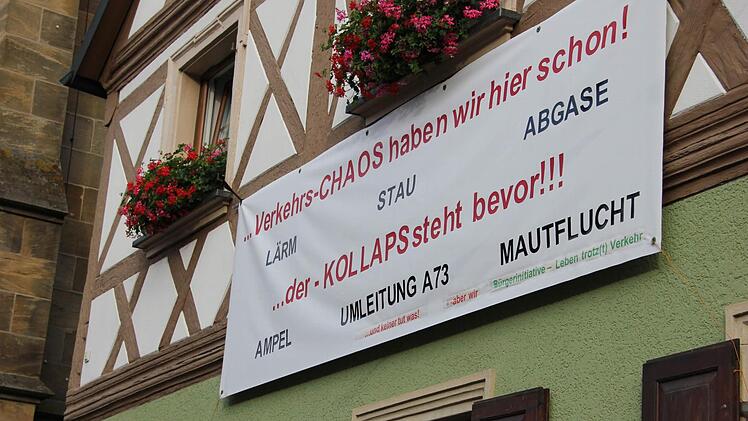 ...Verkehrs-CHAOS haben wir hier schon!
LÄRM STAU ABGASE
...der - KOLLAPS steht bevor!!!
AMPEL UMLEITUNG A73 MAUTFLUCHT
...und keiner tut was! ...aber wir Bürgerinitiative – Leben trotz(t) Verkehr